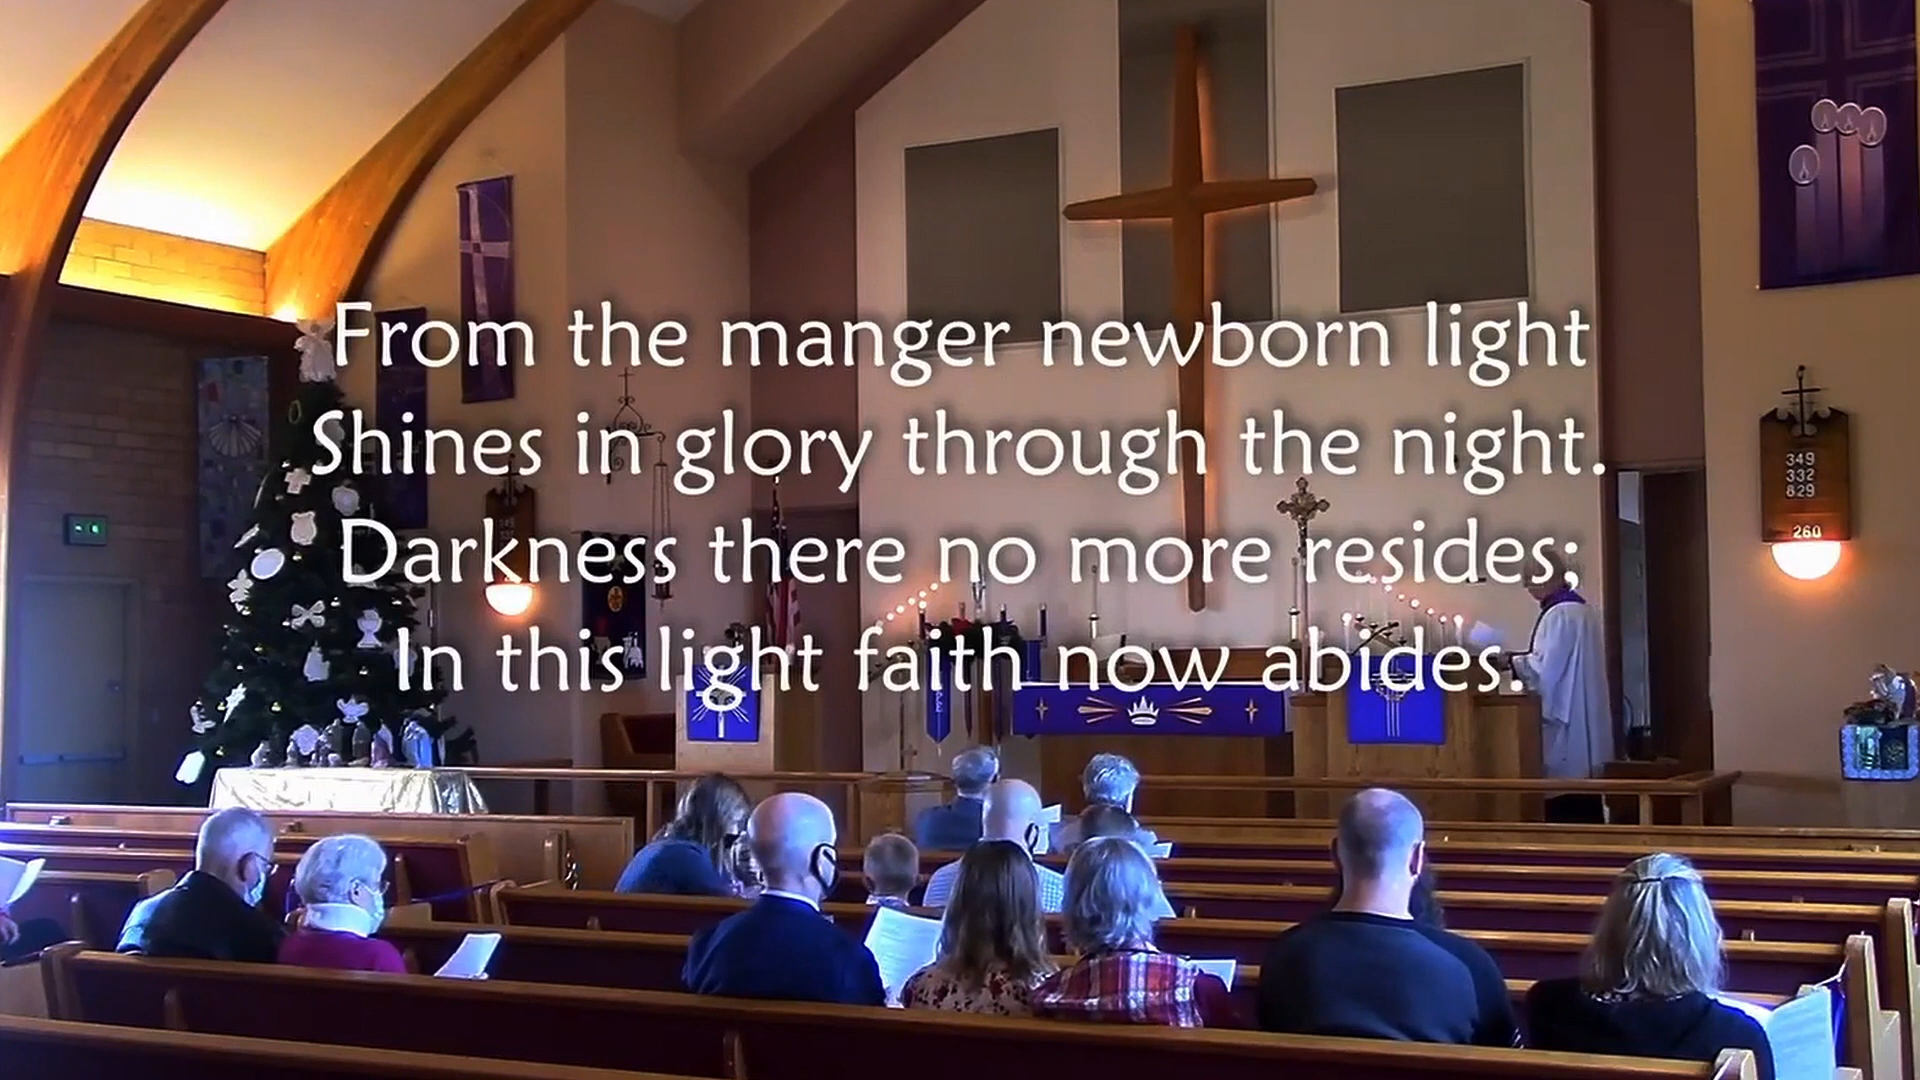 From the manger newborn light
Shines in glory through the night.
Darkness there no more resides;
In this light faith now abides.
349
332
829
260